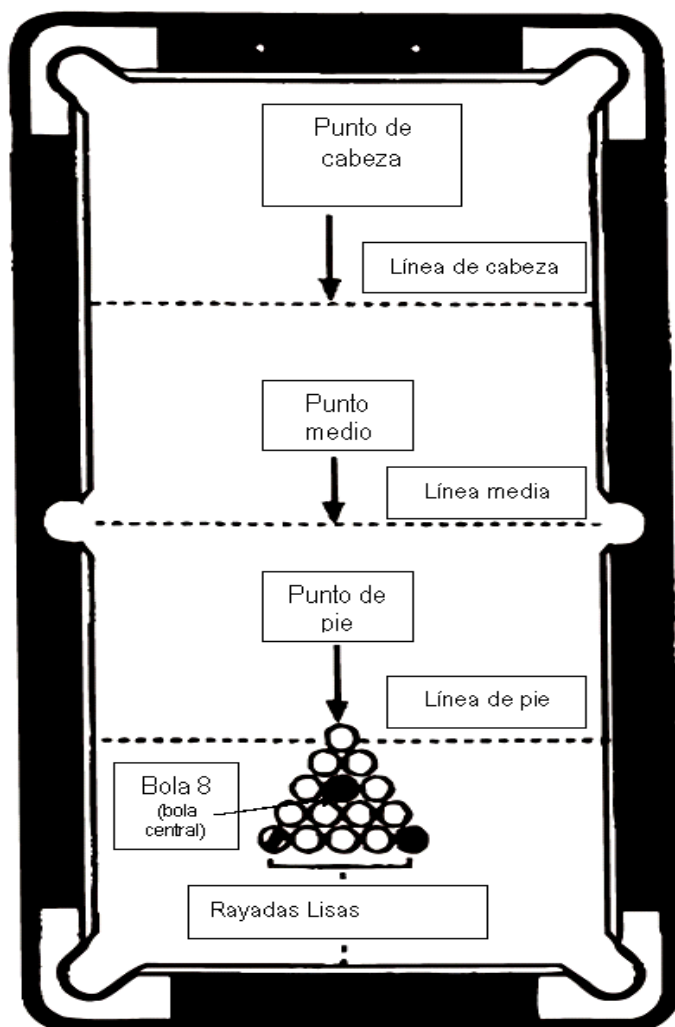 Punto de
cabeza
Línea de cabeza
Punto
medio
Línea media
Punto de
pie
Línea de pie
Bola 8
(bola
central)
Rayadas Lisas